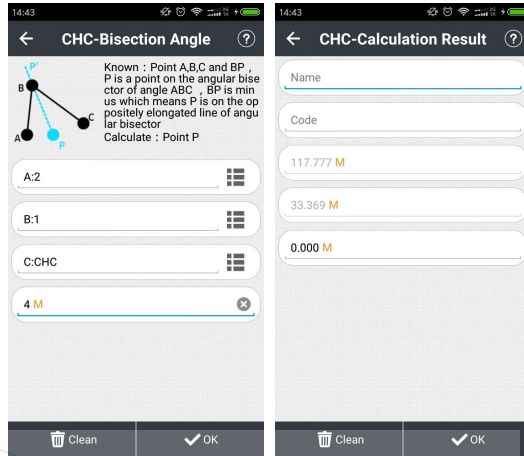 14:43
CHC-Bisection Angle
?
Known：Point A,B,C and BP，
P is a point on the angular bise
ctor of angle ABC ，BP is min
us which means P is on the op
positely elongated line of angu
lar bisector
Calculate：Point P
P'
B
C
A
P
A:2
B:1
C:CHC
4 M
Clean
OK
14:43
CHC-Calculation Result
?
Name
Code
117.777 M
33.369 M
0.000 M
Clean
OK